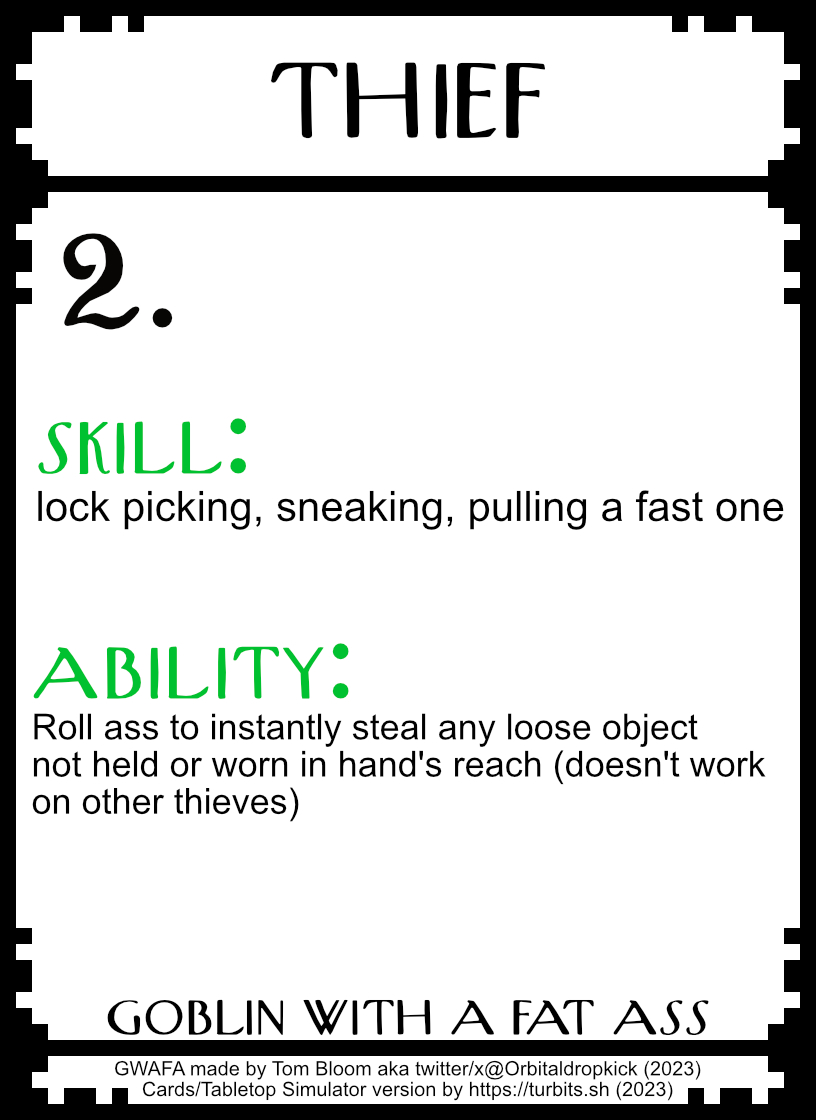 THIEF
2.
SKILL:
lock picking, sneaking, pulling a fast one
ABILITY:
Roll ass to instantly steal any loose object
not held or worn in hand's reach (doesn't work
on other thieves)
GOBLIN WITH A FAT ASS
GWAFA made by Tom Bloom aka twitter/x@Orbitaldropkick (2023)
Cards/Tabletop Simulator version by https://turbits.sh (2023)